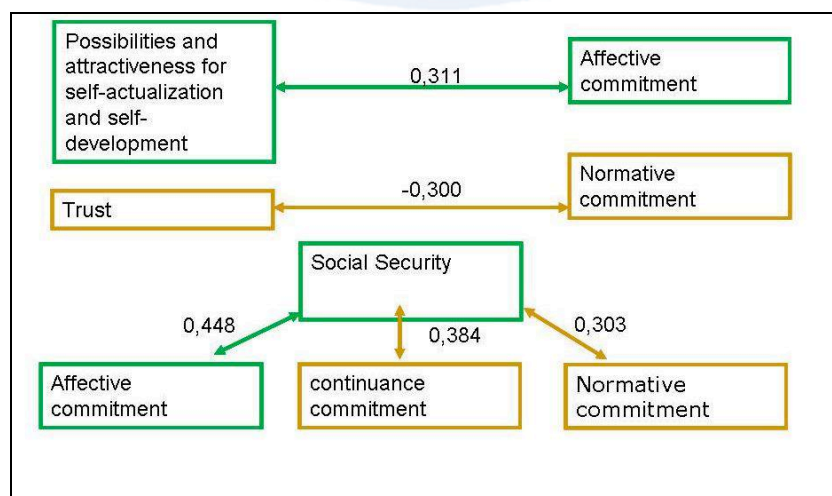 Possibilities and
attractiveness for
self-actualization
and self-
development
0,311
Affective
commitment
Trust
-0,300
Normative
commitment
Social Security
0,448
0,384
0,303
Affective
commitment
continuance
commitment
Normative
commitment